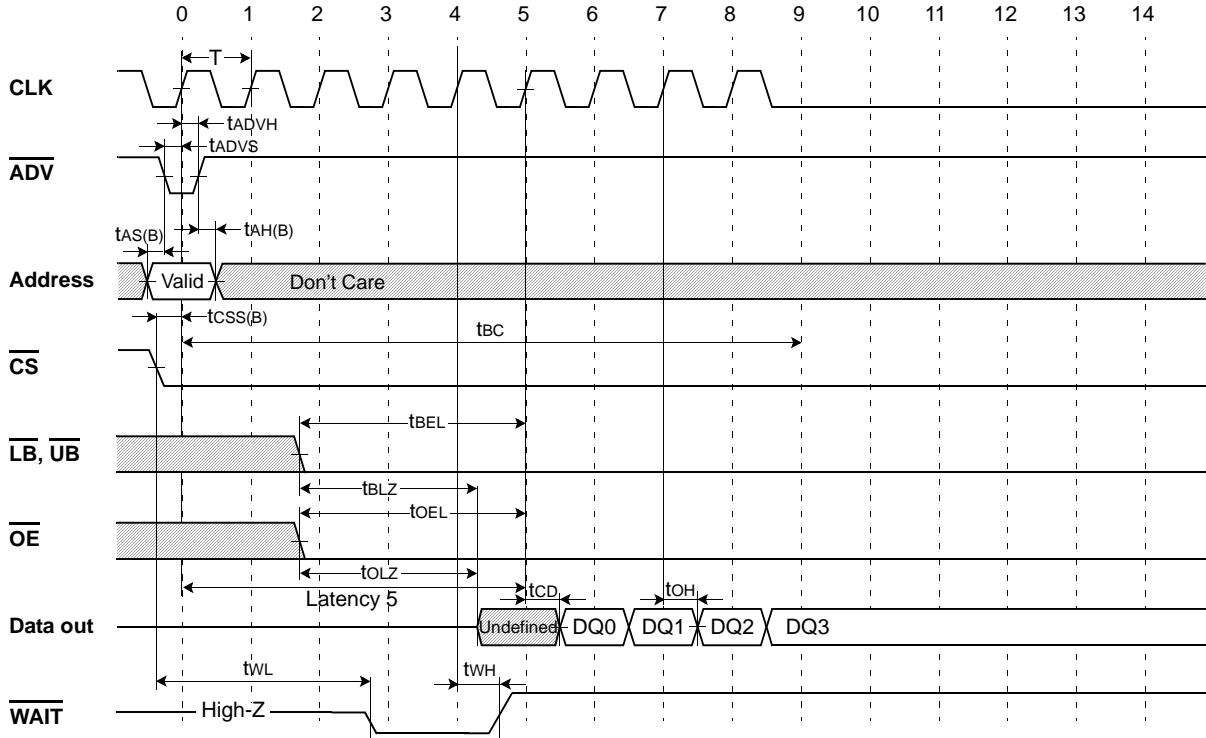 0 1 2 3 4 5 6 7 8 9 10 11 12 13 14
T
CLK
tADVH
tADVS
ADV
tAS(B)
tAH(B)
Address
Valid
Don't Care
tCSS(B)
tBC
CS
tBEL
LB, UB
tBLZ
tOEL
OE
tOLZ
Latency 5
tCD
tOH
Data out
Undefined
DQ0
DQ1
DQ2
DQ3
tWL
tWH
WAIT
High-Z